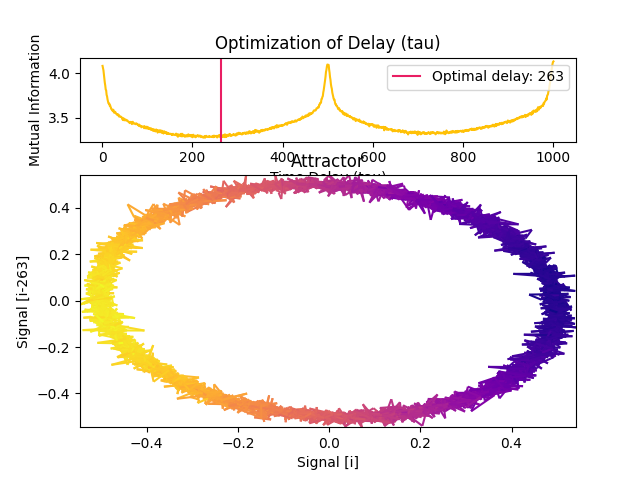 Optimization of Delay (tau)
Mutual Information
4.0
3.5
Optimal delay: 263
0 200 400 600 800 1000
Time Delay (tau)
Attractor
Signal [i-263]
0.4
0.2
0.0
−0.2
−0.4
−0.4 −0.2 0.0 0.2 0.4
Signal [i]